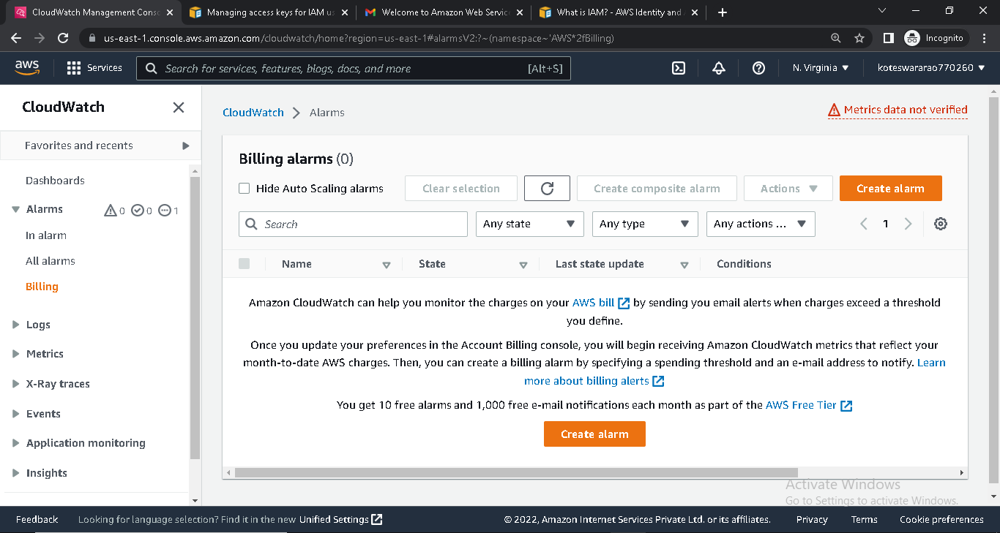 CloudWatch Management Conso
Managing access keys for IAM us
Welcome to Amazon Web Service
What is IAM? - AWS Identity and
us-east-1.console.aws.amazon.com/cloudwatch/home?region=us-east-1#alarmsV2:?~(namespace~'AWS*2fBilling)
Incognito
aws
Services
Search for services, features, blogs, docs, and more
[Alt+S]
N. Virginia
koteswararao770260
CloudWatch
Favorites and recents
Dashboards
Alarms
0
0
1
In alarm
All alarms
Billing
Logs
Metrics
X-Ray traces
Events
Application monitoring
Insights
CloudWatch
Alarms
Metrics data not verified
Billing alarms (0)
Hide Auto Scaling alarms
Clear selection
Create composite alarm
Actions
Create alarm
Search
Any state
Any type
Any actions ...
1
Name
State
Last state update
Conditions
Amazon CloudWatch can help you monitor the charges on your AWS bill by sending you email alerts when charges exceed a threshold
you define.
Once you update your preferences in the Account Billing console, you will begin receiving Amazon CloudWatch metrics that reflect your
month-to-date AWS charges. Then, you can create a billing alarm by specifying a spending threshold and an e-mail address to notify. Learn
more about billing alerts
You get 10 free alarms and 1,000 free e-mail notifications each month as part of the AWS Free Tier
Create alarm
Activate Windows
Go to Settings to activate Windows.
Feedback
Looking for language selection? Find it in the new Unified Settings
© 2022, Amazon Internet Services Private Ltd. or its affiliates.
Privacy
Terms
Cookie preferences